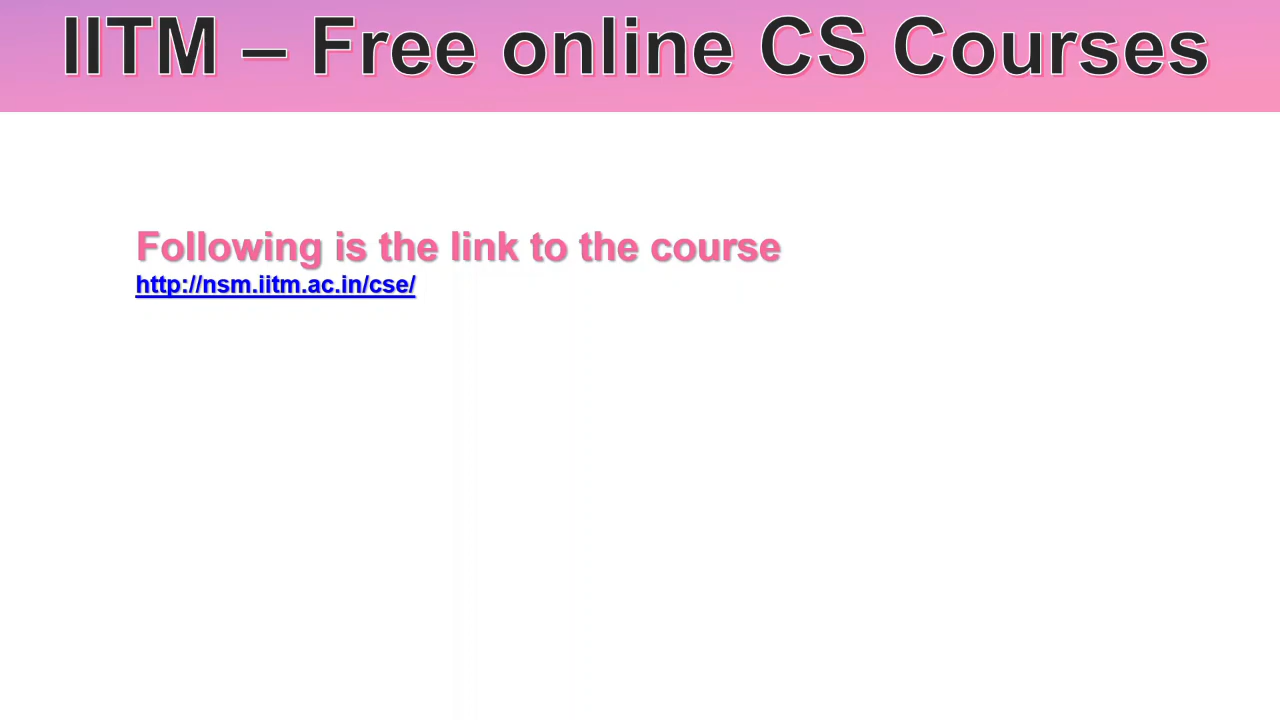 IITM – Free online CS Courses
Following is the link to the course
http://nsm.iitm.ac.in/cse/